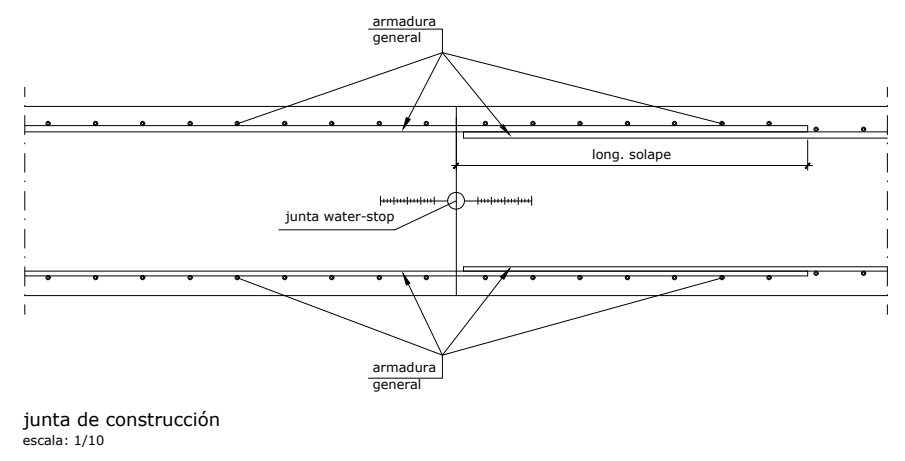 armadura
general
long. solape
junta water-stop
armadura
general
junta de construcción
escala: 1/10